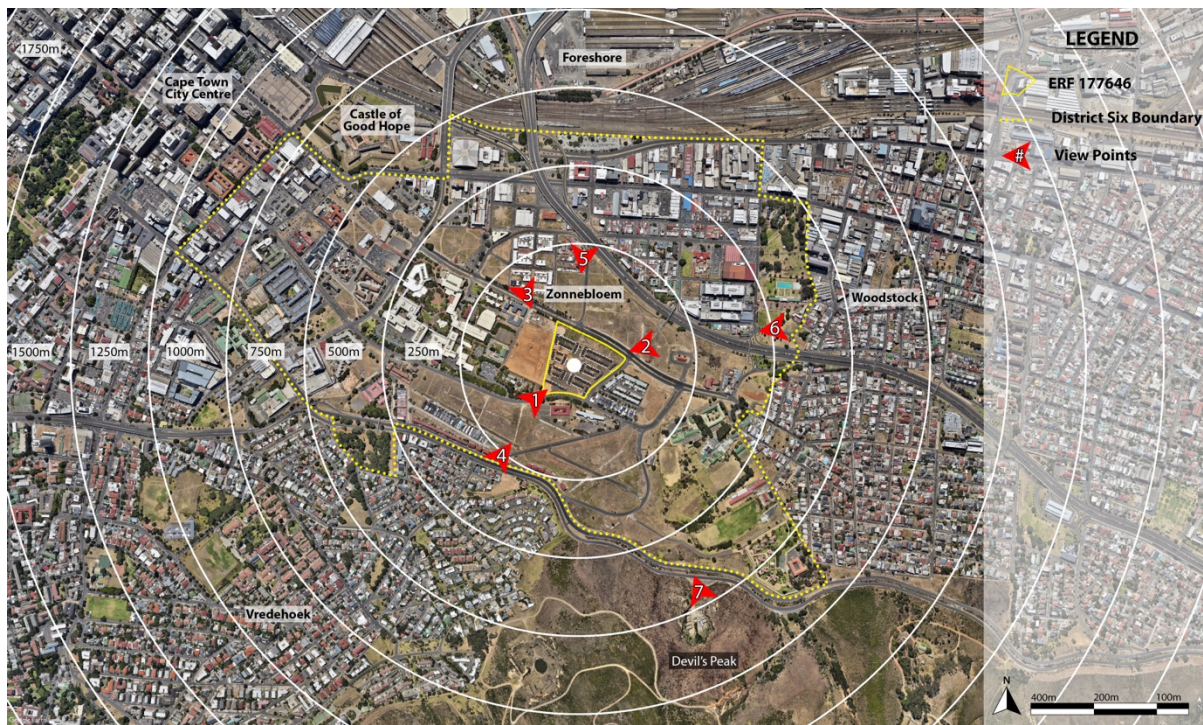 1750m
Cape Town
City Centre
Castle of
Good Hope
Foreshore
LEGEND
ERF 177646
District Six Boundary
#
View Points
5
3
Zonnebloem
Woodstock
6
2
1500m
1250m
1000m
750m
500m
250m
1
4
7
Vredehoek
Devil's Peak
N
400m
200m
100m